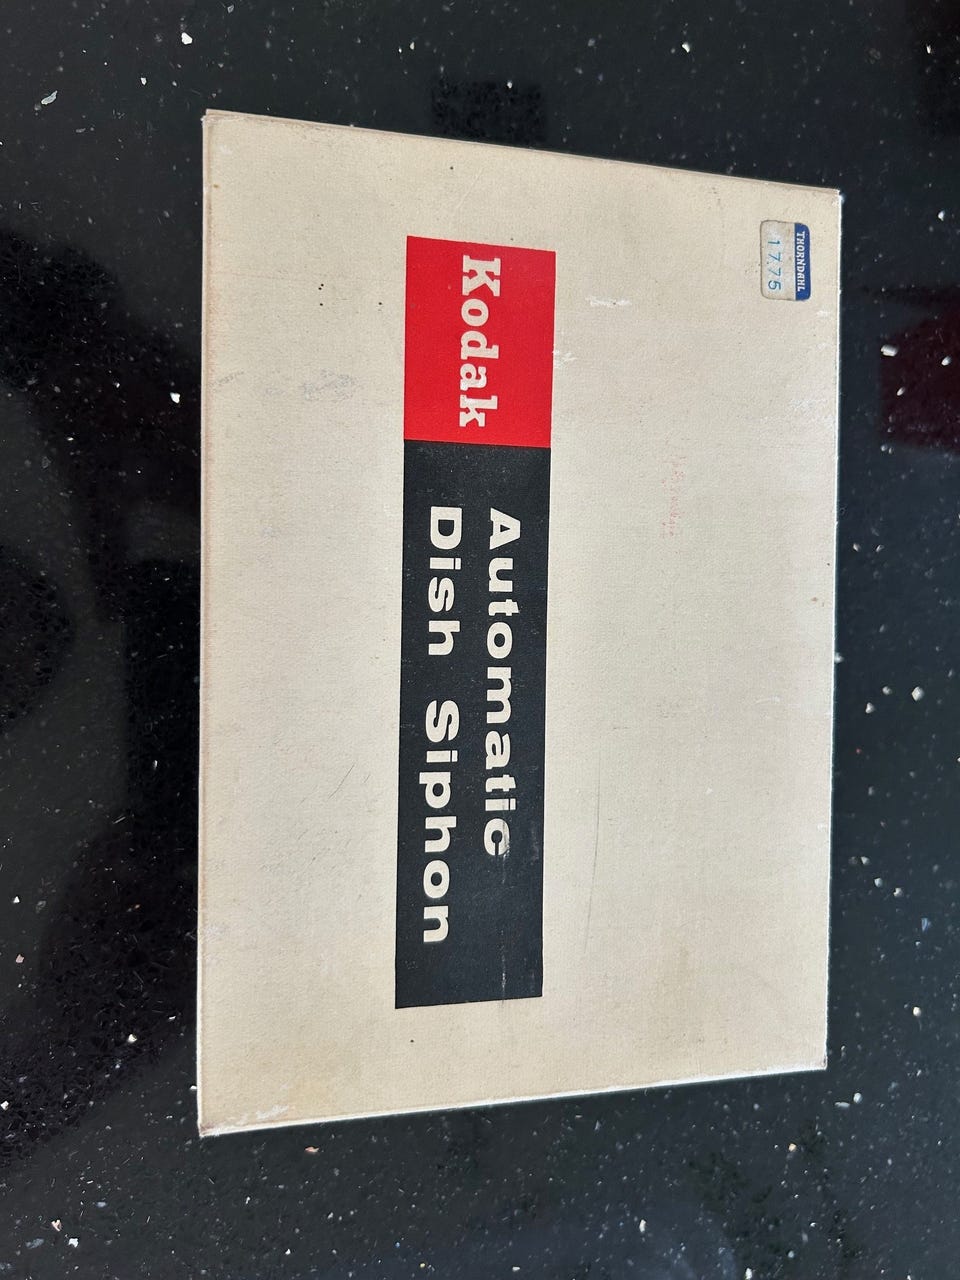 THORNDAHL
17.75
Kodak
Automatic
Dish Siphon